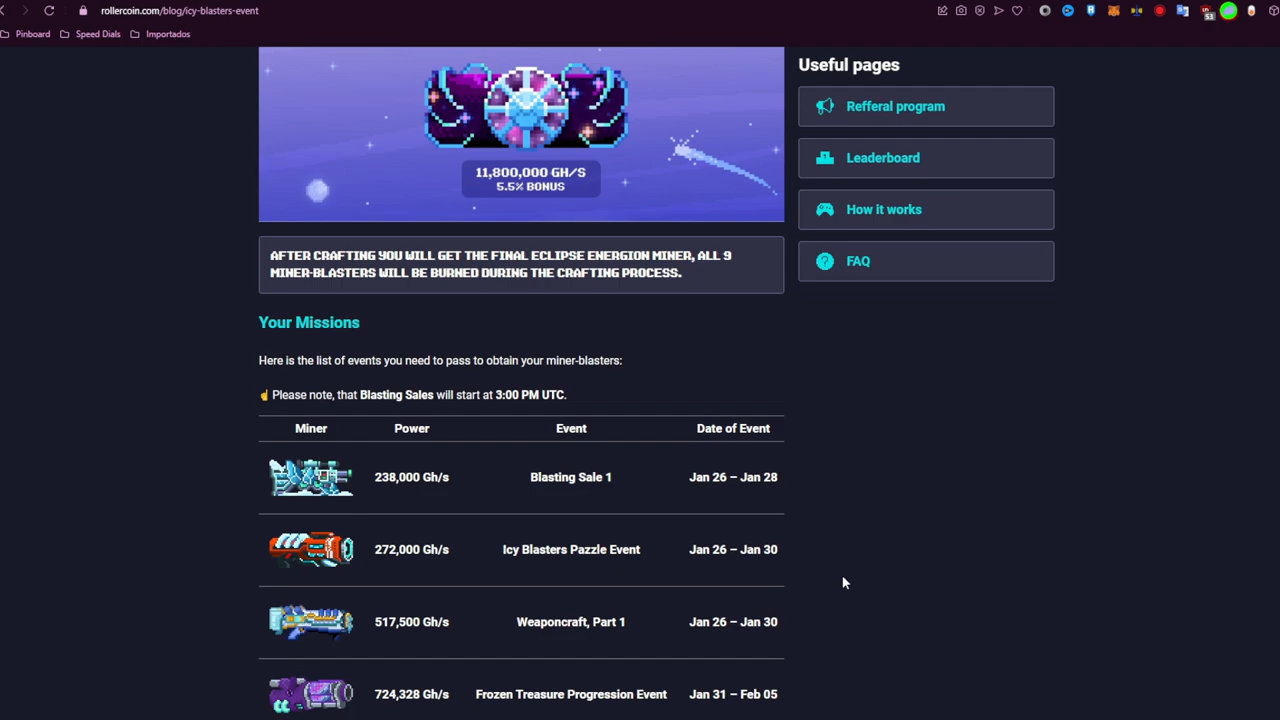 rollercoin.com/blog/icy-blasters-event
53
Pinboard
Speed Dials
Importados
11,800,000 GH/S
5.5% BONUS
AFTER CRAFTING YOU WILL GET THE FINAL ECLIPSE ENERGION MINER, ALL 9
MINER-BLASTERS WILL BE BURNED DURING THE CRAFTING PROCESS.
Your Missions
Here is the list of events you need to pass to obtain your miner-blasters:
☝Please note, that Blasting Sales will start at 3:00 PM UTC.
Miner Power Event Date of Event
238,000 Gh/s Blasting Sale 1 Jan 26 – Jan 28
272,000 Gh/s Icy Blasters Pazzle Event Jan 26 – Jan 30
517,500 Gh/s Weaponcraft, Part 1 Jan 26 – Jan 30
724,328 Gh/s Frozen Treasure Progression Event Jan 31 – Feb 05
Useful pages
Refferal program
Leaderboard
How it works
FAQ